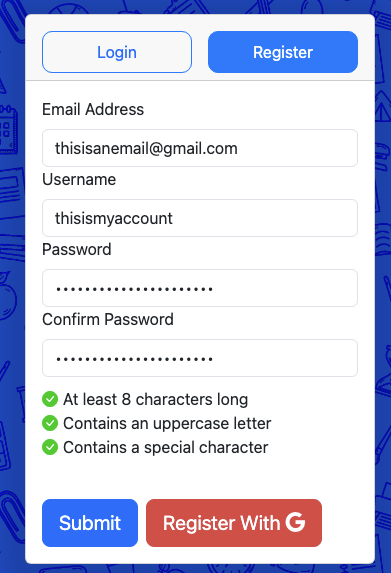 Login
Register
Email Address
thisisanemail@gmail.com
Username
thisismyaccount
Password
••••••••••••••••••••••
Confirm Password
••••••••••••••••••••••
At least 8 characters long
Contains an uppercase letter
Contains a special character
Submit
Register With G